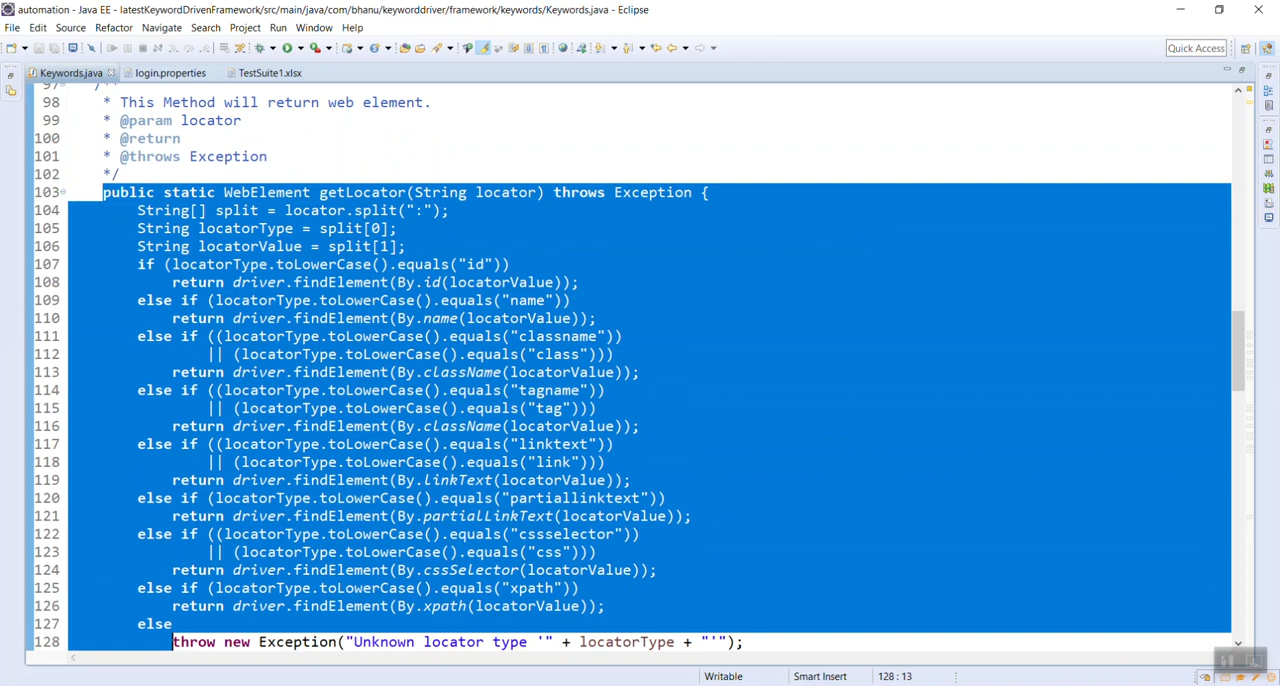 automation - Java EE - latestKeywordDrivenFramework/src/main/java/com/bhanu/keyworddriver/framework/keywords/Keywords.java - Eclipse
File Edit Source Refactor Navigate Search Project Run Window Help
Quick Access
Keywords.java login.properties TestSuite1.xlsx
97 /**
98 * This Method will return web element.
99 * @param locator
100 * @return
101 * @throws Exception
102 */
103 public static WebElement getLocator(String locator) throws Exception {
104 String[] split = locator.split(":");
105 String locatorType = split[0];
106 String locatorValue = split[1];
107 if (locatorType.toLowerCase().equals("id"))
108 return driver.findElement(By.id(locatorValue));
109 else if (locatorType.toLowerCase().equals("name"))
110 return driver.findElement(By.name(locatorValue));
111 else if ((locatorType.toLowerCase().equals("classname"))
112 || (locatorType.toLowerCase().equals("class")))
113 return driver.findElement(By.className(locatorValue));
114 else if ((locatorType.toLowerCase().equals("tagname"))
115 || (locatorType.toLowerCase().equals("tag")))
116 return driver.findElement(By.className(locatorValue));
117 else if ((locatorType.toLowerCase().equals("linktext"))
118 || (locatorType.toLowerCase().equals("link")))
119 return driver.findElement(By.linkText(locatorValue));
120 else if (locatorType.toLowerCase().equals("partiallinktext"))
121 return driver.findElement(By.partialLinkText(locatorValue));
122 else if ((locatorType.toLowerCase().equals("cssselector"))
123 || (locatorType.toLowerCase().equals("css")))
124 return driver.findElement(By.cssSelector(locatorValue));
125 else if (locatorType.toLowerCase().equals("xpath"))
126 return driver.findElement(By.xpath(locatorValue));
127 else
128 throw new Exception("Unknown locator type '" + locatorType + "'");
Writable Smart Insert 128 : 13